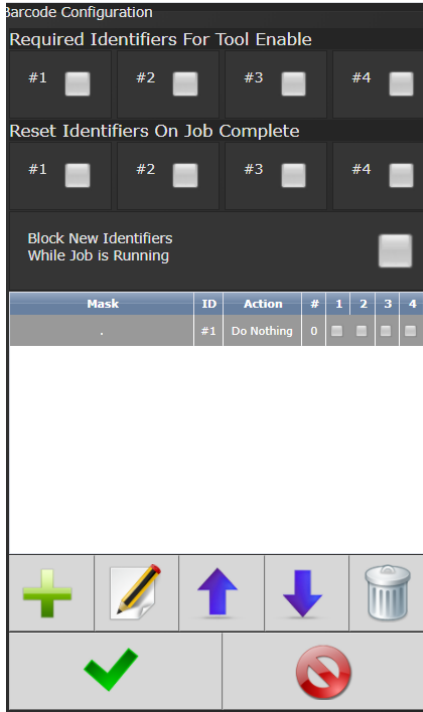 Barcode Configuration
Required Identifiers For Tool Enable
#1 #2 #3 #4
Reset Identifiers On Job Complete
#1 #2 #3 #4
Block New Identifiers
While Job is Running
Mask ID Action # 1 2 3 4
. #1 Do Nothing 0